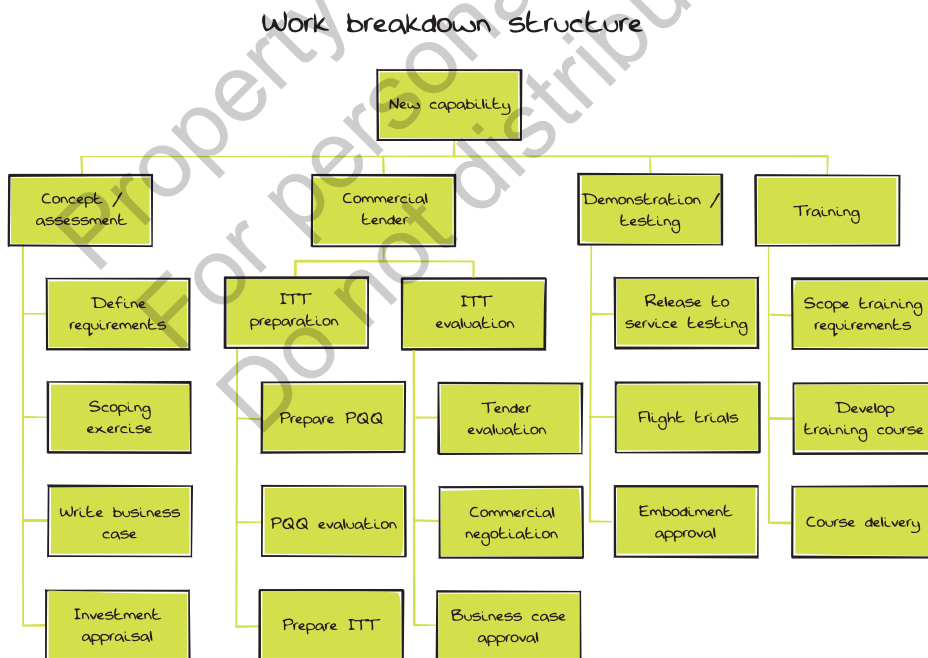 Work breakdown structure
New capability
Concept /
assessment
Commercial
tender
Demonstration /
testing
Training
Define
requirements
ITT
preparation
ITT
evaluation
Release to
service testing
Scope training
requirements
Scoping
exercise
Prepare PQQ
Tender
evaluation
Flight trials
Develop
training course
Write business
case
PQQ evaluation
Commercial
negotiation
Embodiment
approval
Course delivery
Investment
appraisal
Prepare ITT
Business case
approval
Property
For persona
Do not distribu